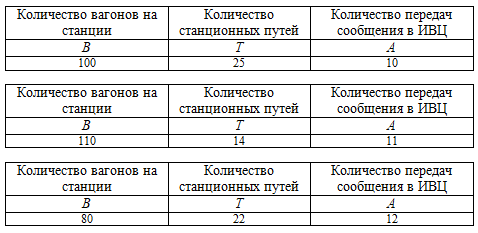 Количество вагонов на Количество Количество передач
станции станционных путей сообщения в ИВЦ
B T A
100 25 10
Количество вагонов на Количество Количество передач
станции станционных путей сообщения в ИВЦ
B T A
110 14 11
Количество вагонов на Количество Количество передач
станции станционных путей сообщения в ИВЦ
B T A
80 22 12